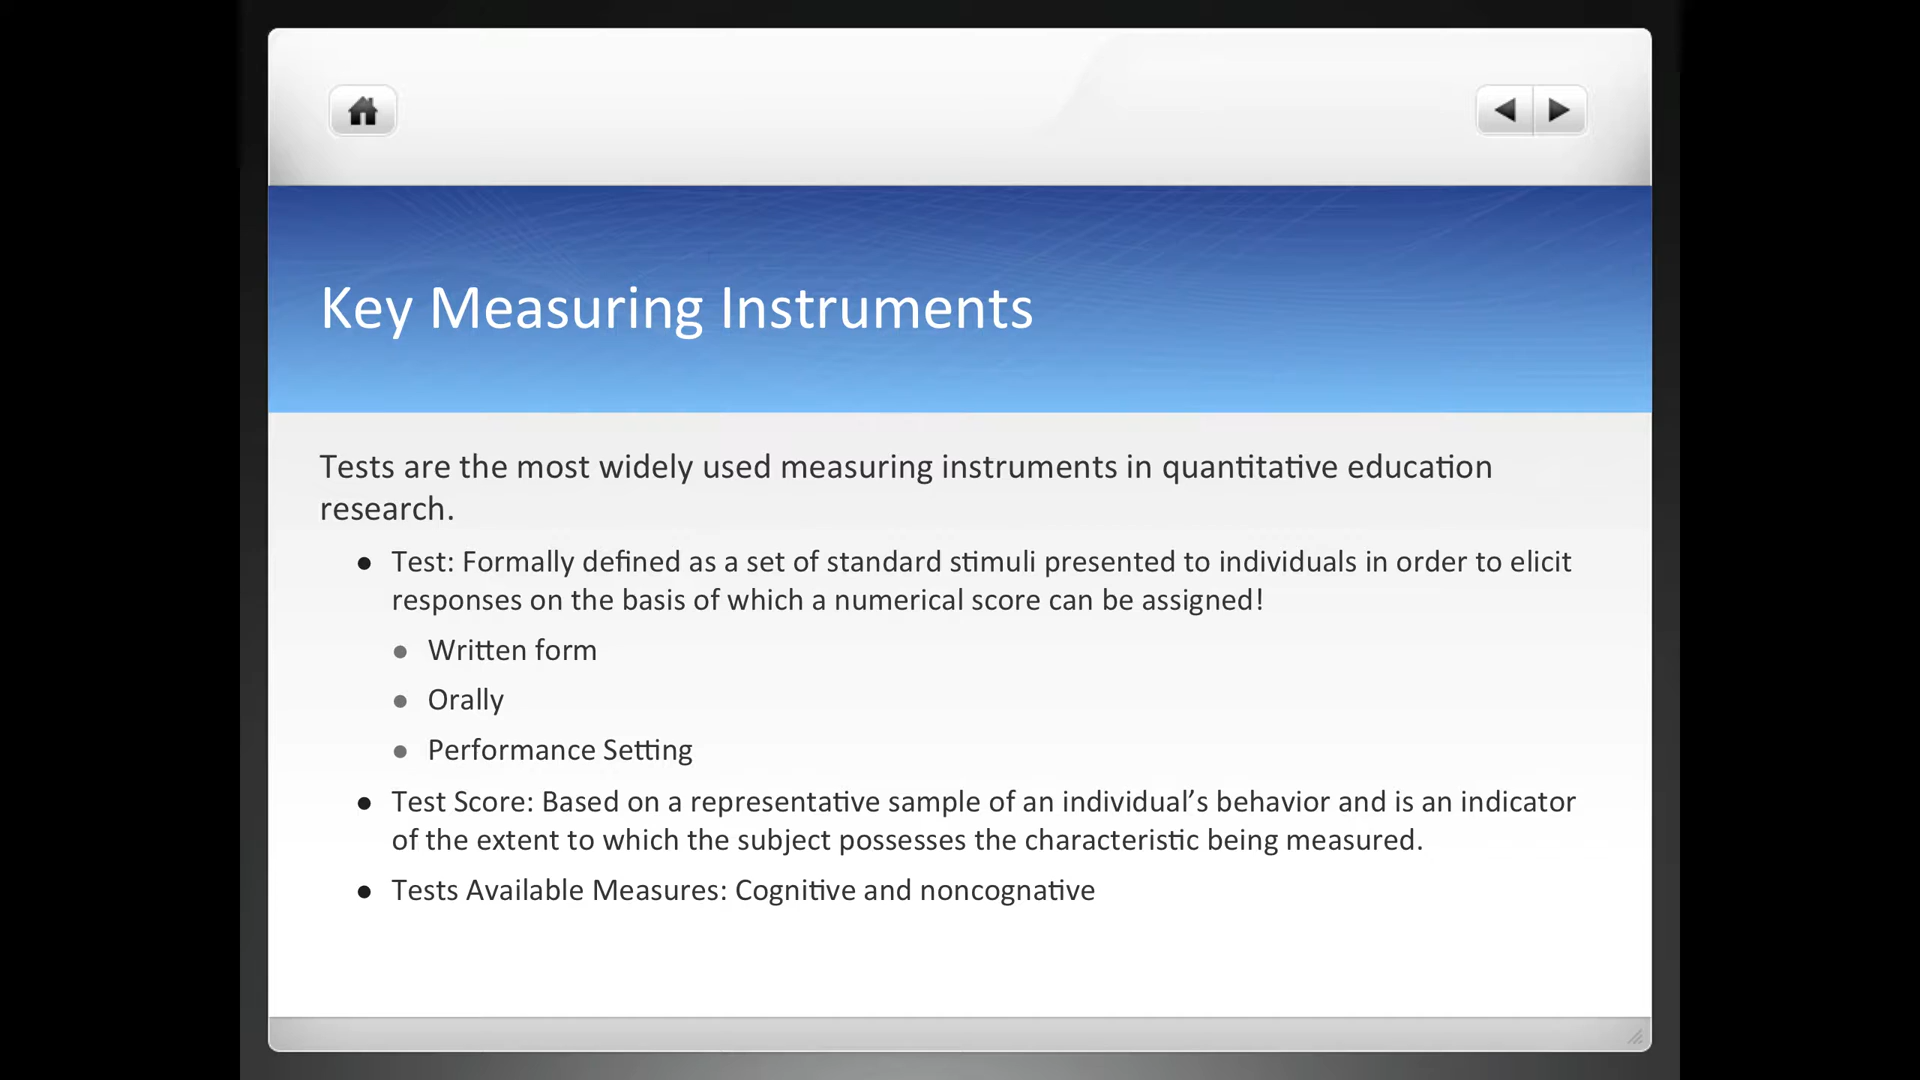 Key Measuring Instruments
Tests are the most widely used measuring instruments in quantitative education
research.
● Test: Formally defined as a set of standard stimuli presented to individuals in order to elicit
responses on the basis of which a numerical score can be assigned!
● Written form
● Orally
● Performance Setting
● Test Score: Based on a representative sample of an individual’s behavior and is an indicator
of the extent to which the subject possesses the characteristic being measured.
● Tests Available Measures: Cognitive and noncognative